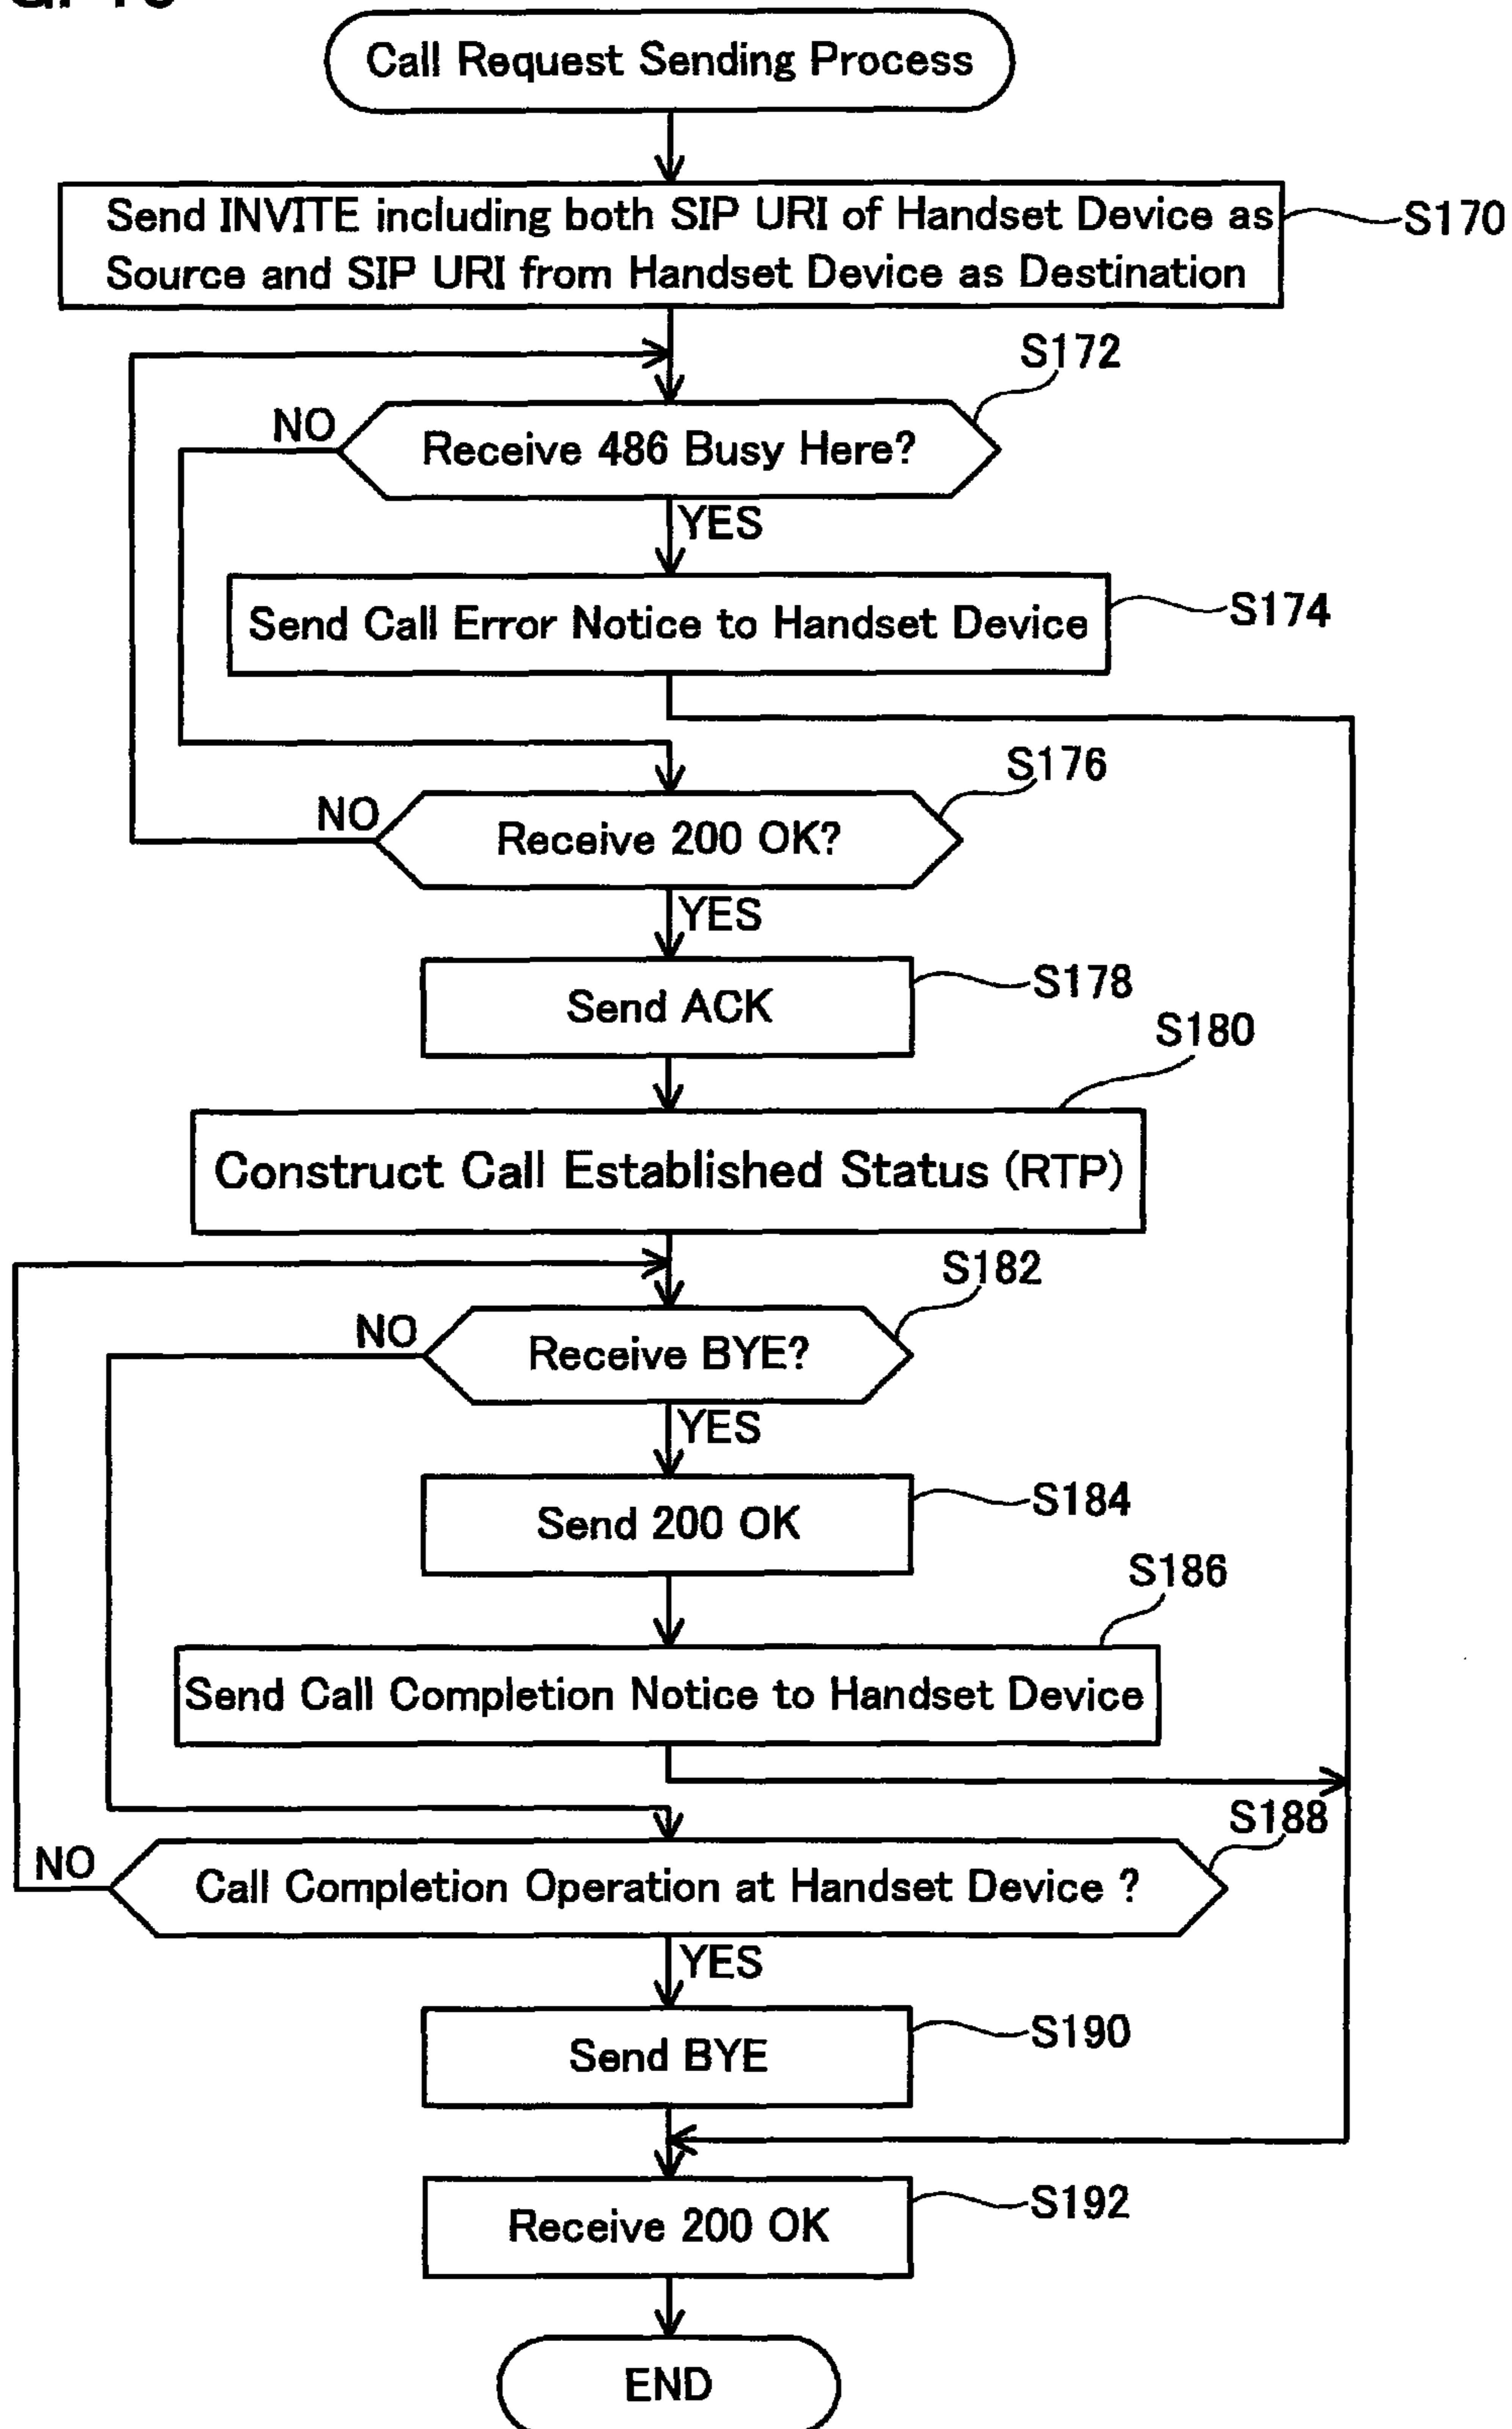 Call Request Sending Process
Send INVITE including both SIP URI of Handset Device as
Source and SIP URI from Handset Device as Destination
S170
S172
NO
Receive 486 Busy Here?
YES
Send Call Error Notice to Handset Device
S174
S176
NO
Receive 200 OK?
YES
Send ACK
S178
S180
Construct Call Established Status (RTP)
S182
NO
Receive BYE?
YES
Send 200 OK
S184
S186
Send Call Completion Notice to Handset Device
S188
NO
Call Completion Operation at Handset Device ?
YES
Send BYE
S190
Receive 200 OK
S192
END